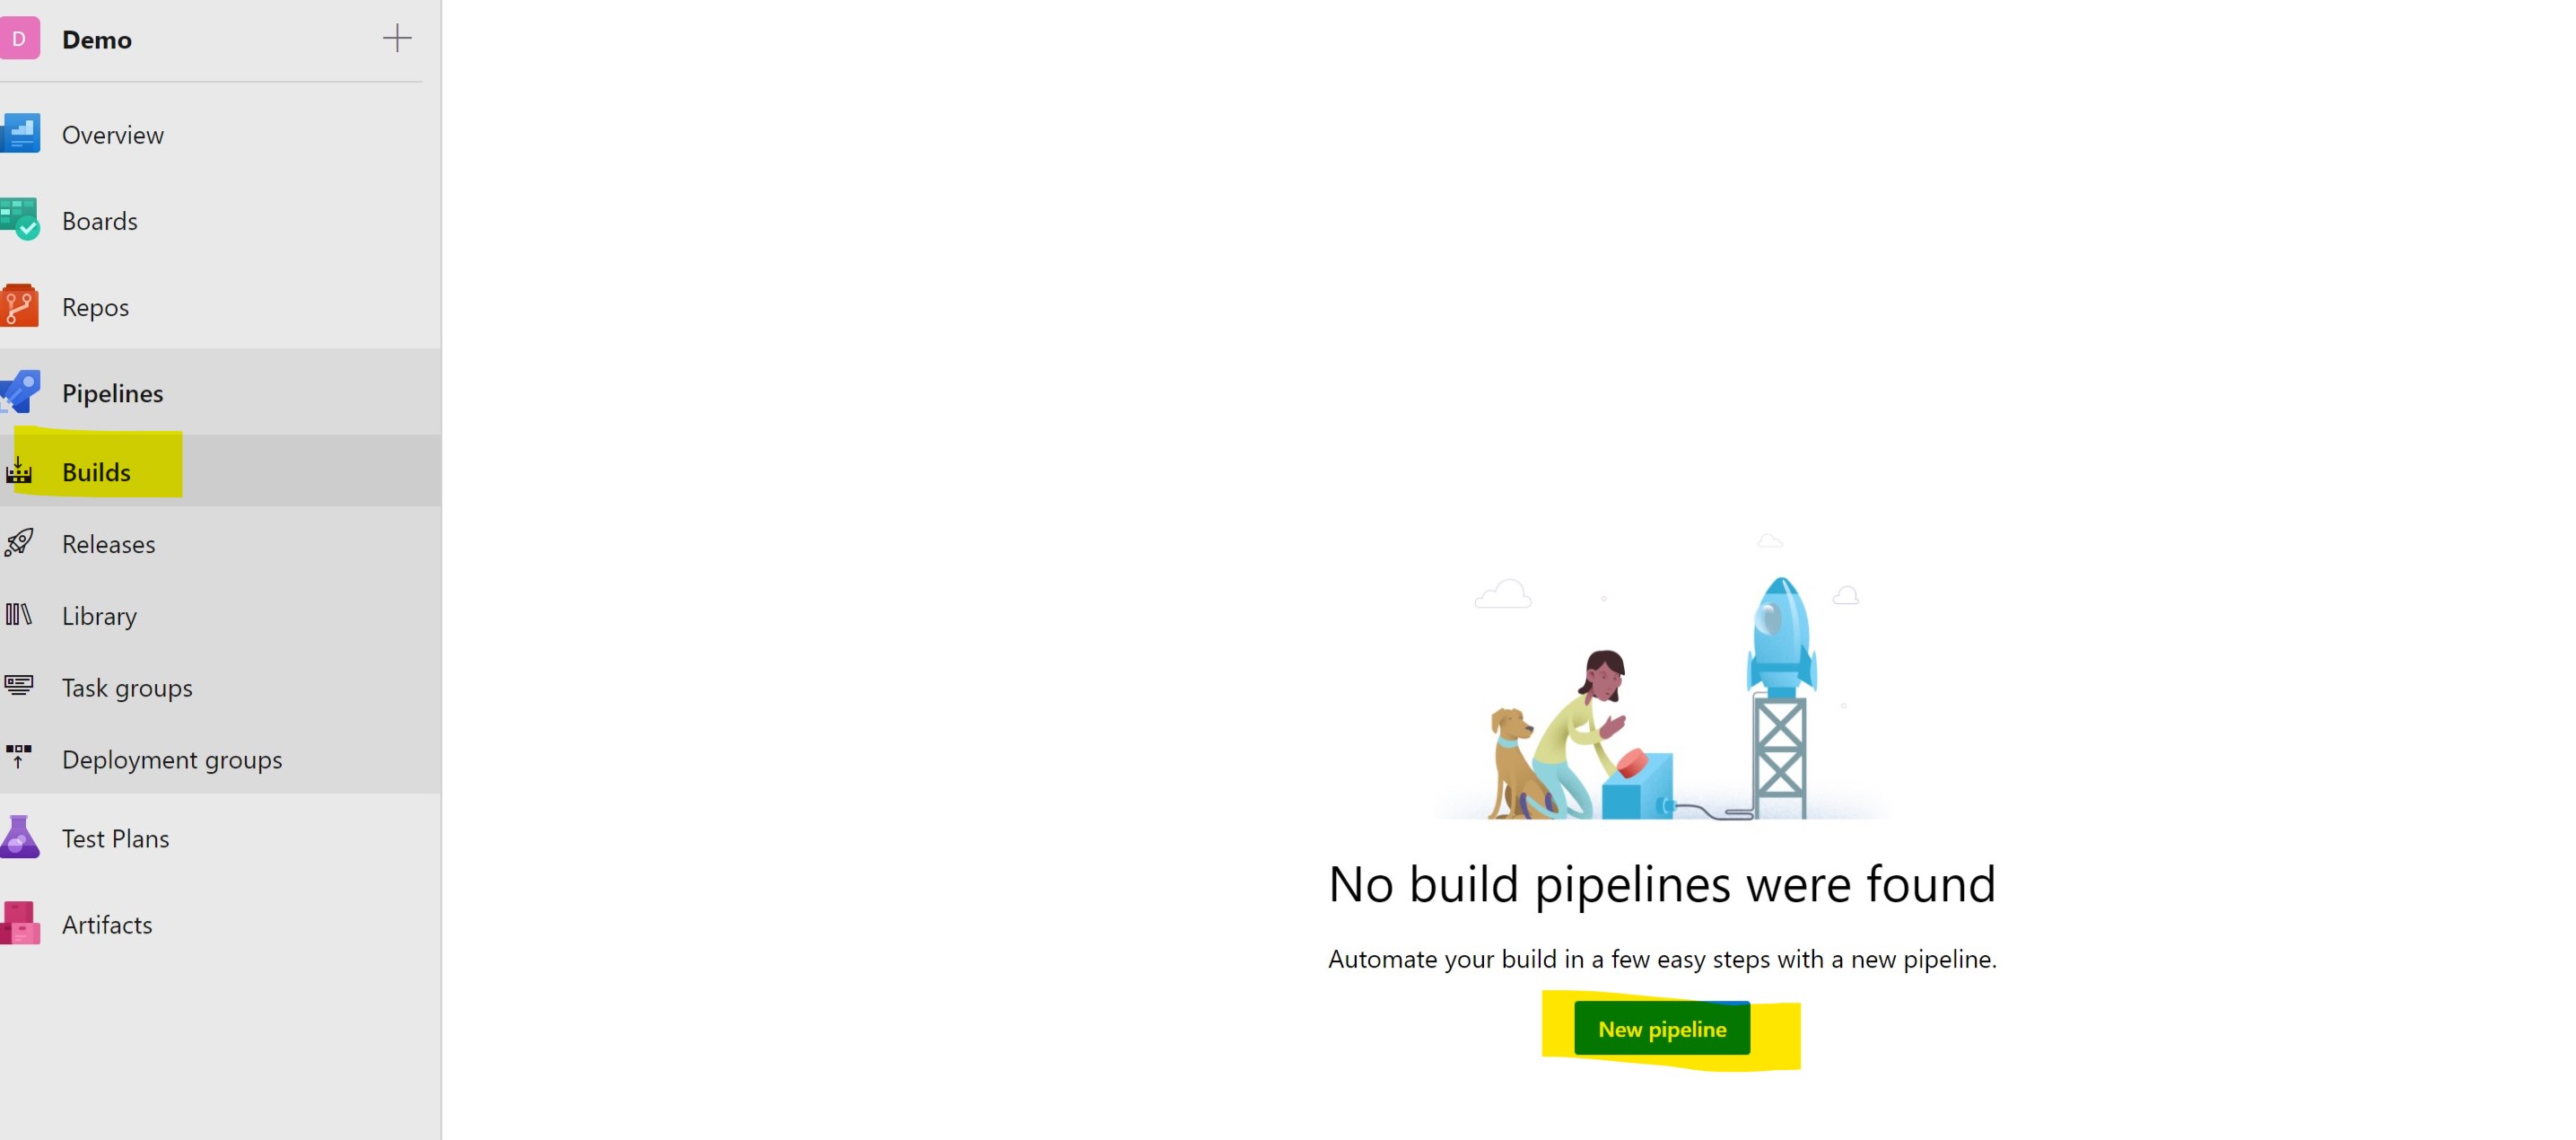 D Demo
Overview
Boards
Repos
Pipelines
Builds
Releases
Library
Task groups
Deployment groups
Test Plans
Artifacts
No build pipelines were found
Automate your build in a few easy steps with a new pipeline.
New pipeline